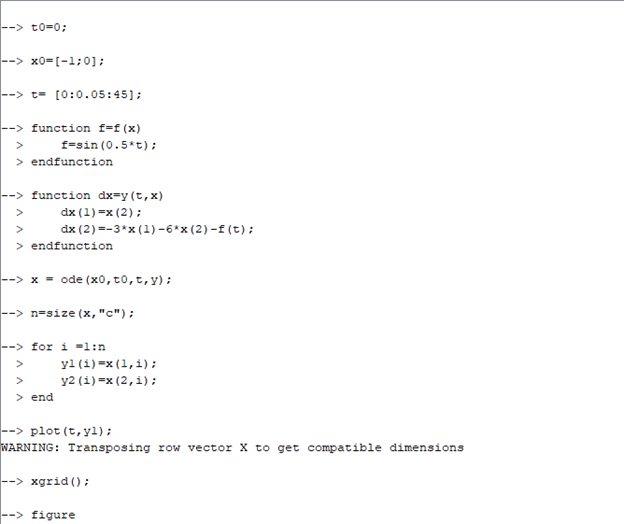 --> t0=0;
--> x0=[-1;0];
--> t= [0:0.05:45];
--> function f=f(x)
  >     f=sin(0.5*t);
  > endfunction
--> function dx=y(t,x)
  >     dx(1)=x(2);
  >     dx(2)=-3*x(1)-6*x(2)-f(t);
  > endfunction
--> x = ode(x0,t0,t,y);
--> n=size(x,"c");
--> for i =1:n
  >     y1(i)=x(1,i);
  >     y2(i)=x(2,i);
  > end
--> plot(t,y1);
WARNING: Transposing row vector X to get compatible dimensions
--> xgrid();
--> figure